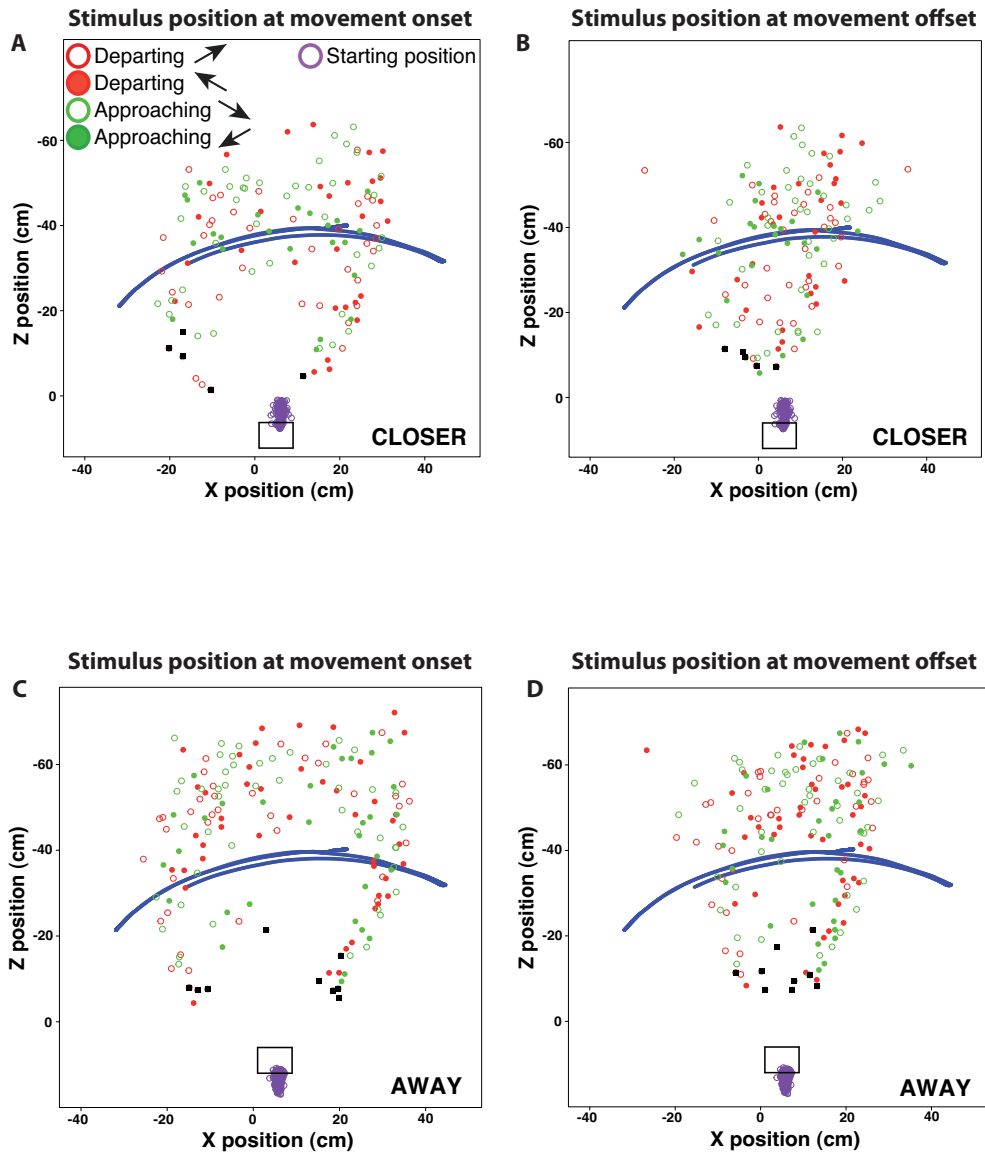 Stimulus position at movement onset
Stimulus position at movement offset
A
Departing
Departing
Approaching
Approaching
Starting position
-60
-40
-20
0
Z position (cm)
CLOSER
-40
-20
0
20
40
X position (cm)
B
-60
-40
-20
0
Z position (cm)
CLOSER
-40
-20
0
20
40
X position (cm)
Stimulus position at movement onset
Stimulus position at movement offset
C
-60
-40
-20
0
Z position (cm)
AWAY
-40
-20
0
20
40
X position (cm)
D
-60
-40
-20
0
Z position (cm)
AWAY
-40
-20
0
20
40
X position (cm)